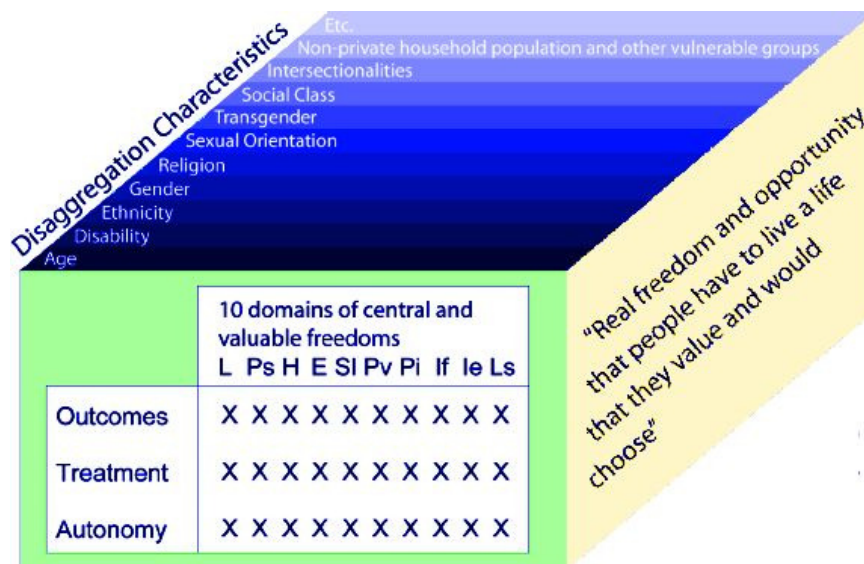 Disaggregation Characteristics
Etc.
Non-private household population and other vulnerable groups
Intersectionalities
Social Class
Transgender
Sexual Orientation
Religion
Gender
Ethnicity
Disability
Age
10 domains of central and
valuable freedoms
L Ps H E SI Pv Pi If Ie Ls
Outcomes X X X X X X X X X X
Treatment X X X X X X X X X X
Autonomy X X X X X X X X X X
“Real freedom and opportunity
that people have to live a life
that they value and would
choose”